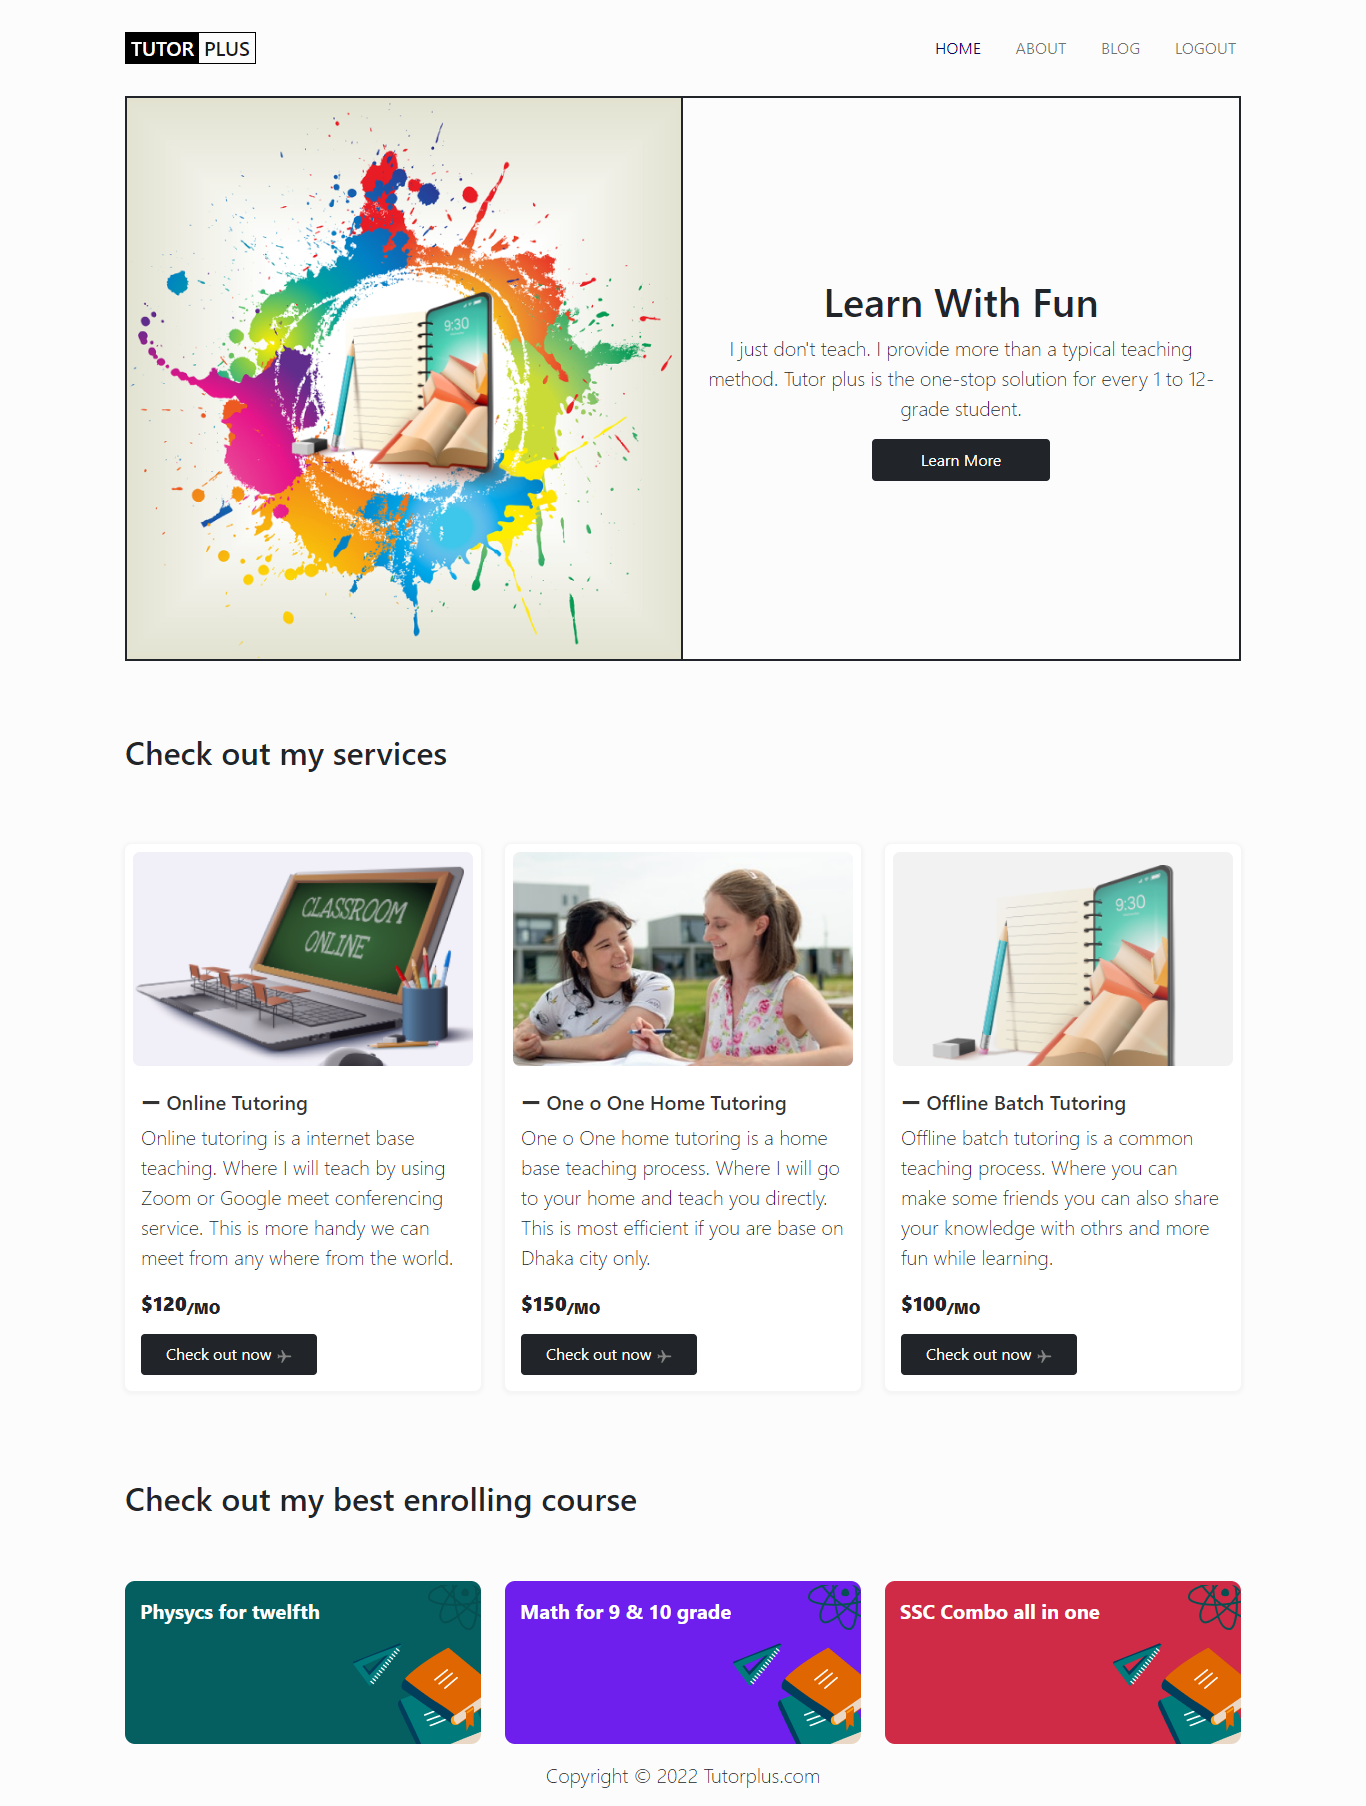 TUTOR PLUS
HOME ABOUT BLOG LOGOUT
9:30
Learn With Fun
I just don't teach. I provide more than a typical teaching
method. Tutor plus is the one-stop solution for every 1 to 12-
grade student.
Learn More
Check out my services
CLASSROOM
ONLINE
— Online Tutoring
Online tutoring is a internet base
teaching. Where I will teach by using
Zoom or Google meet conferencing
service. This is more handy we can
meet from any where from the world.
$120/MO
Check out now
— One o One Home Tutoring
One o One home tutoring is a home
base teaching process. Where I will go
to your home and teach you directly.
This is most efficient if you are base on
Dhaka city only.
$150/MO
Check out now
9:30
— Offline Batch Tutoring
Offline batch tutoring is a common
teaching process. Where you can
make some friends you can also share
your knowledge with othrs and more
fun while learning.
$100/MO
Check out now
Check out my best enrolling course
Physycs for twelfth
Math for 9 & 10 grade
SSC Combo all in one
Copyright © 2022 Tutorplus.com